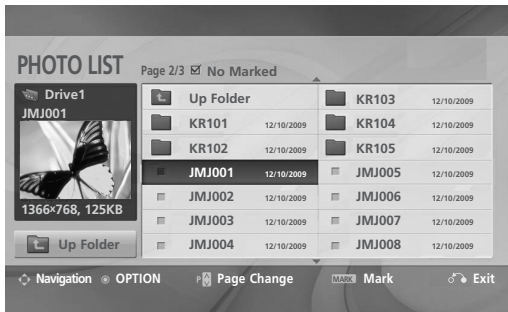 PHOTO LIST
Page 2/3 ☑ No Marked
Drive1
JMJ001
1366×768, 125KB
Up Folder
Up Folder
KR101 12/10/2009
KR102 12/10/2009
JMJ001 12/10/2009
JMJ002 12/10/2009
JMJ003 12/10/2009
JMJ004 12/10/2009
KR103 12/10/2009
KR104 12/10/2009
KR105 12/10/2009
JMJ005 12/10/2009
JMJ006 12/10/2009
JMJ007 12/10/2009
JMJ008 12/10/2009
Navigation OPTION P Page Change MARK Mark Exit